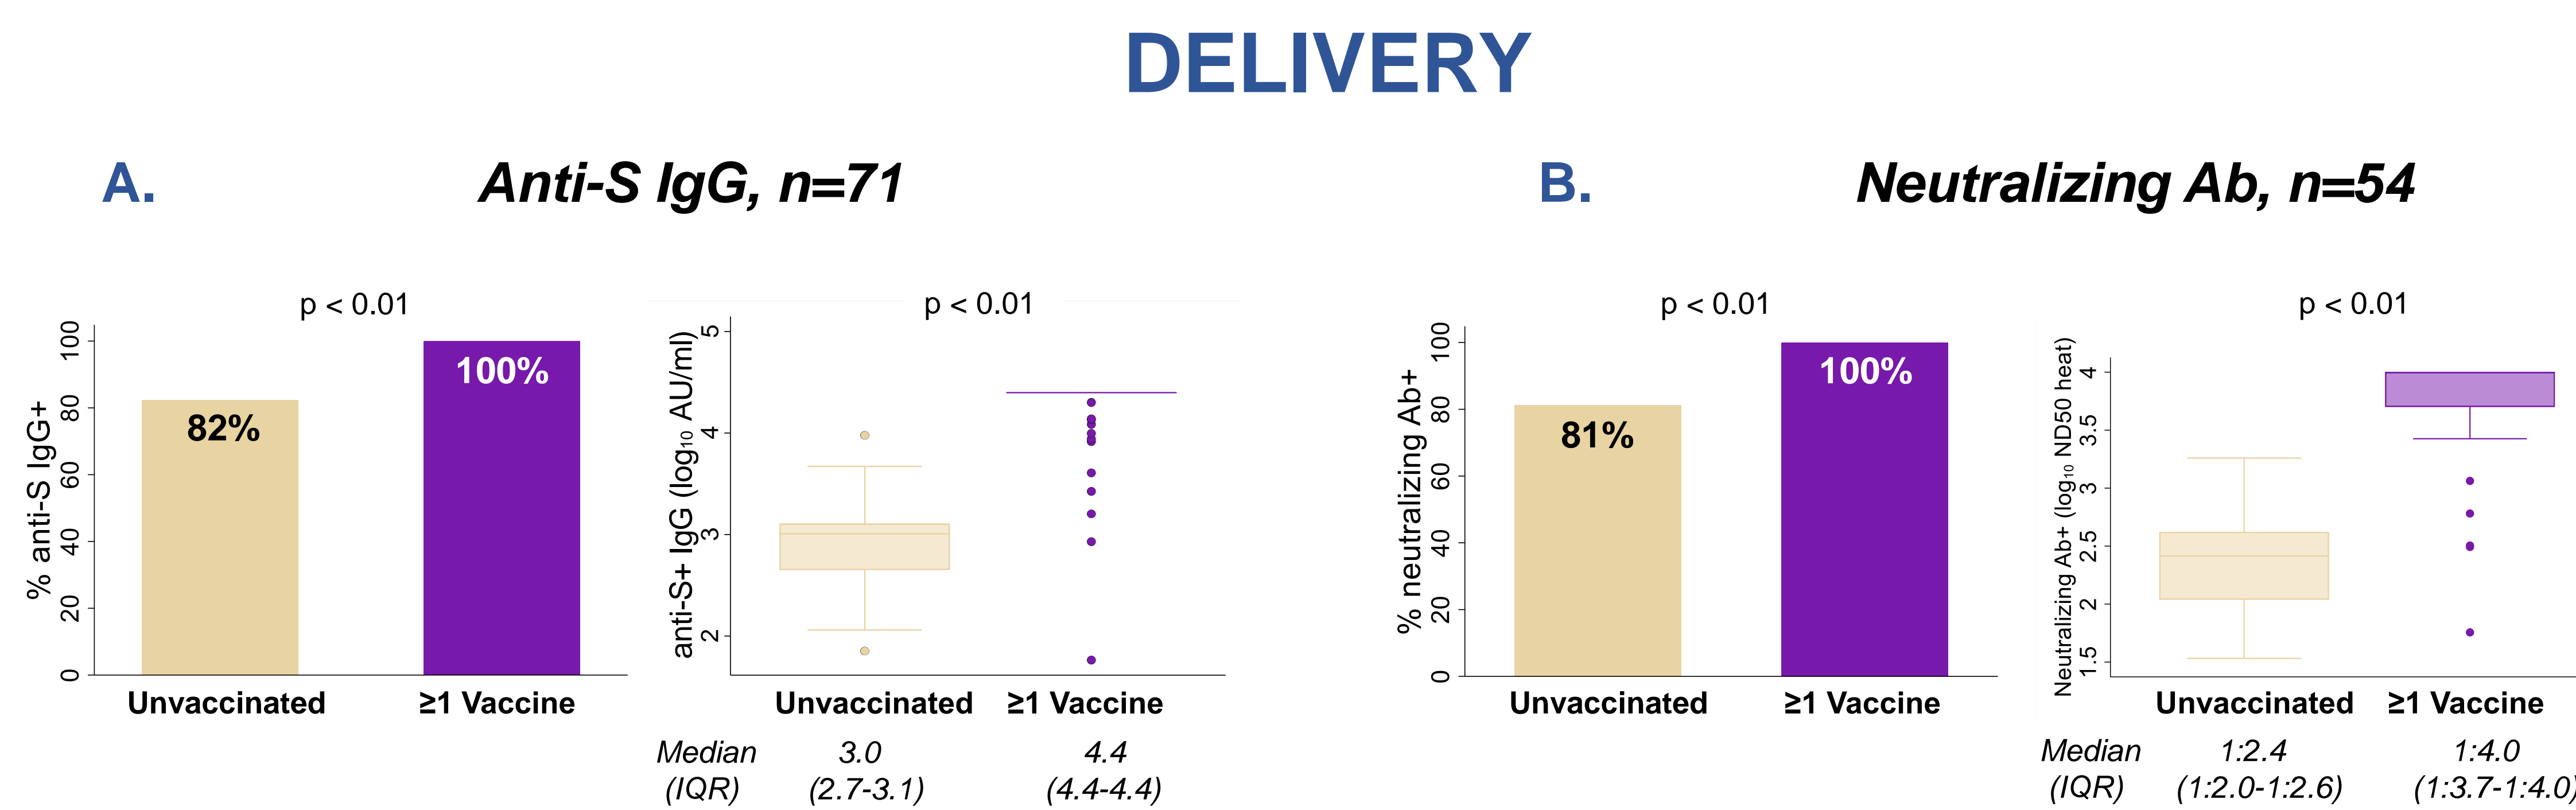 DELIVERY
A.
Anti-S IgG, n=71
B.
Neutralizing Ab, n=54
p < 0.01
% anti-S IgG+
100
80
60
40
20
0
82%
100%
Unvaccinated
≥1 Vaccine
p < 0.01
anti-S+ IgG (log₁₀ AU/ml)
5
4
3
2
Unvaccinated
≥1 Vaccine
Median
(IQR)
3.0
(2.7-3.1)
4.4
(4.4-4.4)
p < 0.01
% neutralizing Ab+
100
80
60
40
20
0
81%
100%
Unvaccinated
≥1 Vaccine
p < 0.01
Neutralizing Ab+ (log₁₀ ND50 heat)
4
3.5
3
2.5
2
1.5
Unvaccinated
≥1 Vaccine
Median
(IQR)
1:2.4
(1:2.0-1:2.6)
1:4.0
(1:3.7-1:4.0)